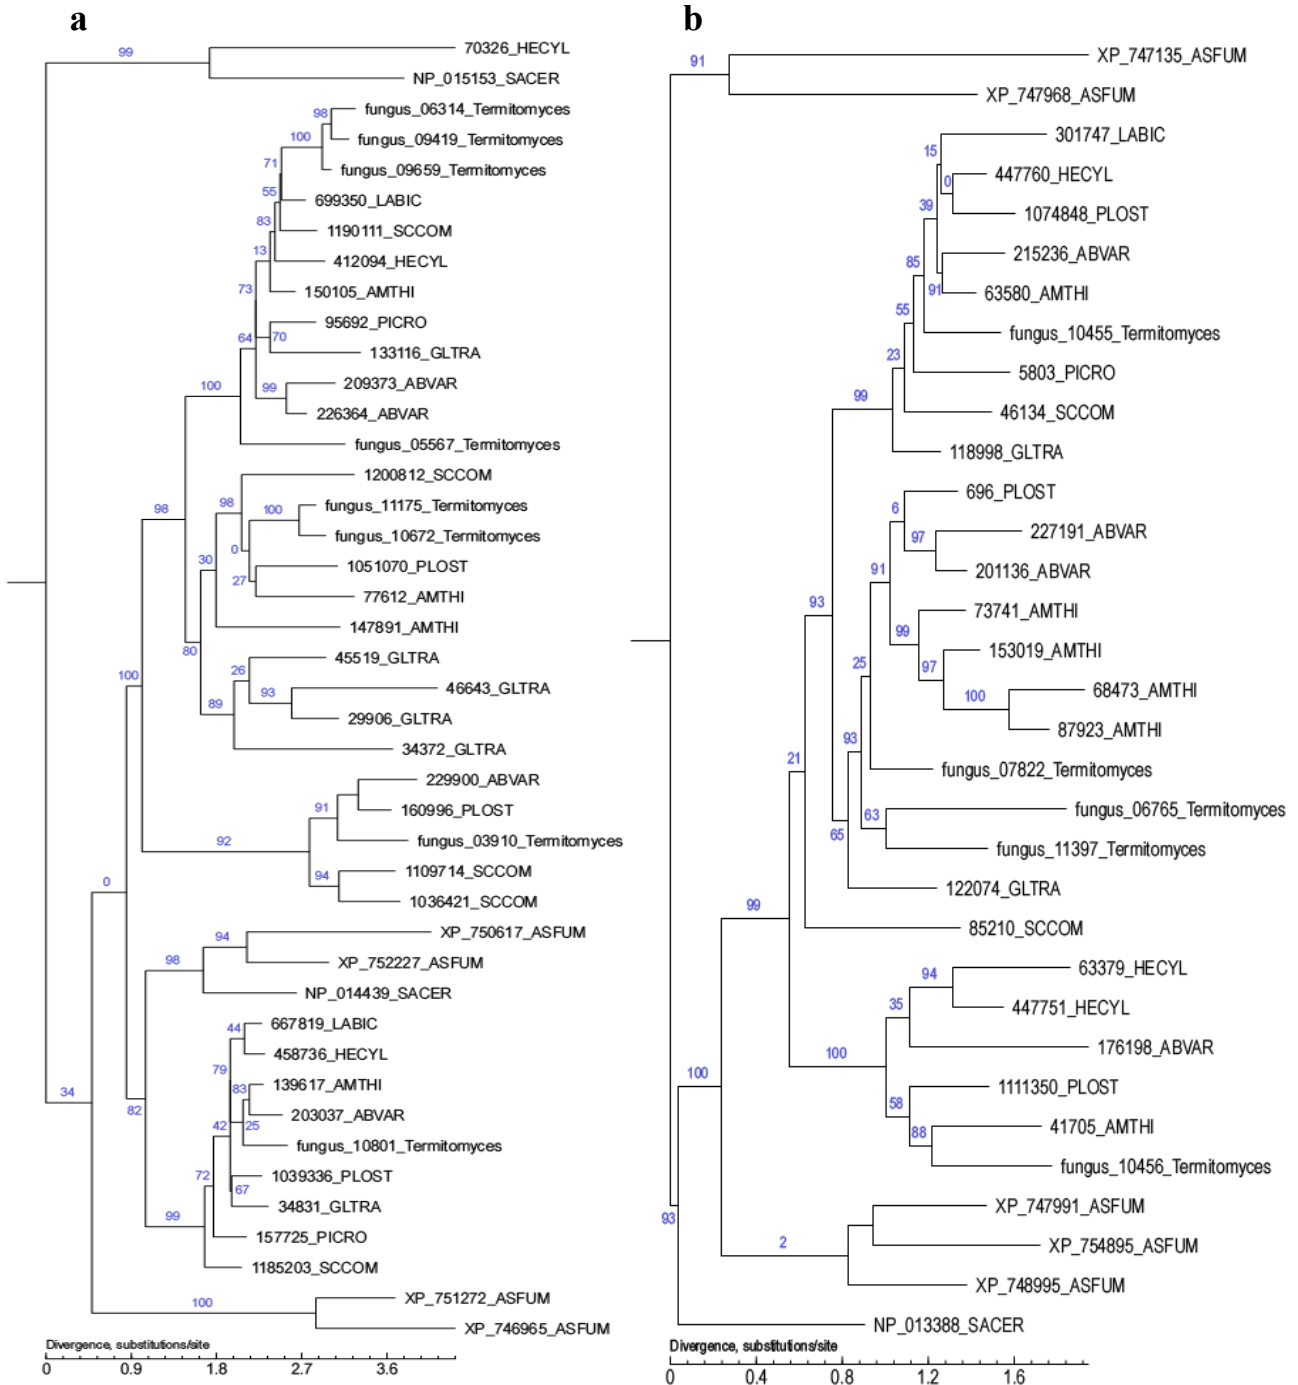 a
99
70326_HECYL
NP_015153_SACER
98
fungus_06314_Termitomyces
100
fungus_09419_Termitomyces
71
fungus_09659_Termitomyces
55
699350_LABIC
83
1190111_SCCOM
13
412094_HECYL
73
150105_AMTHI
95692_PICRO
64
70
133116_GLTRA
100
99
209373_ABVAR
226364_ABVAR
fungus_05567_Termitomyces
1200812_SCCOM
98
98
100
fungus_11175_Termitomyces
fungus_10672_Termitomyces
0
30
1051070_PLOST
27
77612_AMTHI
147891_AMTHI
80
45519_GLTRA
100
26
93
46643_GLTRA
89
29906_GLTRA
34372_GLTRA
229900_ABVAR
91
160996_PLOST
92
fungus_03910_Termitomyces
94
1109714_SCCOM
0
1036421_SCCOM
94
XP_750617_ASFUM
98
XP_752227_ASFUM
NP_014439_SACER
44
667819_LABIC
458736_HECYL
79
83
139617_AMTHI
34
82
42
25
203037_ABVAR
fungus_10801_Termitomyces
72
1039336_PLOST
67
34831_GLTRA
99
157725_PICRO
1185203_SCCOM
100
XP_751272_ASFUM
XP_746965_ASFUM
Divergence, substitutions/site
0 0.9 1.8 2.7 3.6
b
91
XP_747135_ASFUM
XP_747968_ASFUM
15
301747_LABIC
0
447760_HECYL
39
1074848_PLOST
85
215236_ABVAR
91
63580_AMTHI
55
fungus_10455_Termitomyces
23
5803_PICRO
99
46134_SCCOM
118998_GLTRA
6
696_PLOST
97
227191_ABVAR
91
201136_ABVAR
93
99
73741_AMTHI
25
97
153019_AMTHI
100
68473_AMTHI
87923_AMTHI
21
93
fungus_07822_Termitomyces
63
fungus_06765_Termitomyces
65
fungus_11397_Termitomyces
122074_GLTRA
99
85210_SCCOM
94
63379_HECYL
35
447751_HECYL
100
176198_ABVAR
100
58
1111350_PLOST
88
41705_AMTHI
fungus_10456_Termitomyces
93
XP_747991_ASFUM
2
XP_754895_ASFUM
XP_748995_ASFUM
NP_013388_SACER
Divergence, substitutions/site
0 0.4 0.8 1.2 1.6